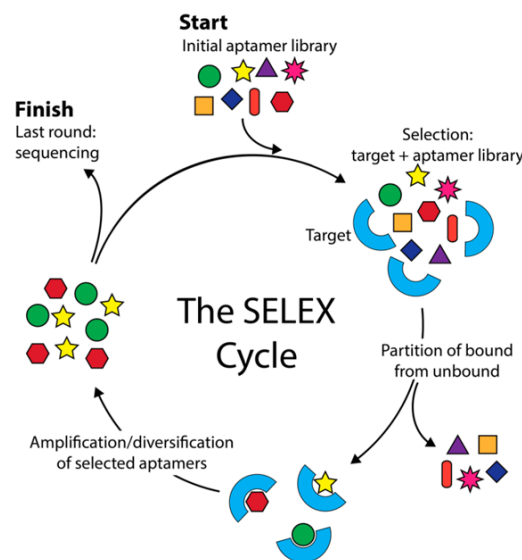 Start
Initial aptamer library
Finish
Last round:
sequencing
Selection:
target + aptamer library
Target
The SELEX
Cycle
Partition of bound
from unbound
Amplification/diversification
of selected aptamers